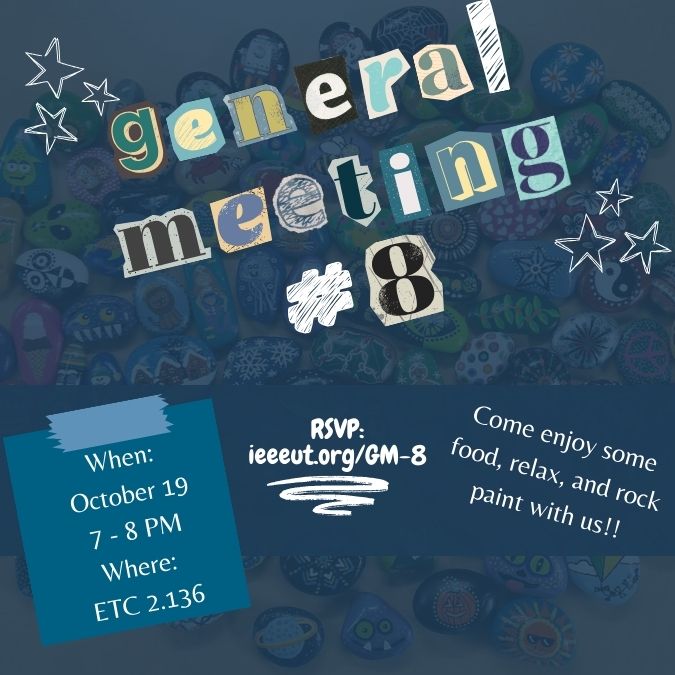 general
meeting
#8
When:
October 19
7 - 8 PM
Where:
ETC 2.136
RSVP:
ieeeut.org/GM-8
Come enjoy some
food, relax, and rock
paint with us!!